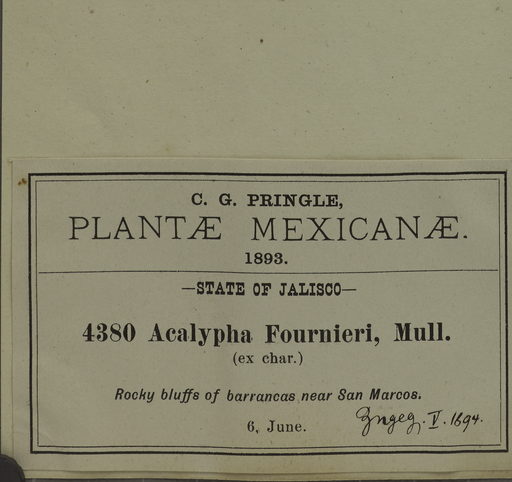 C. G. PRINGLE,
PLANTÆ MEXICANÆ.
1893.
—STATE OF JALISCO—
4380 Acalypha Fournieri, Mull.
(ex char.)
Rocky bluffs of barrancas near San Marcos.
6, June.
V. 1894.